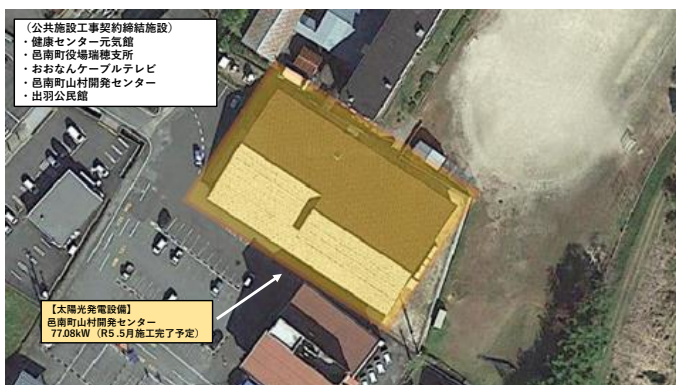 （公共施設工事契約締結施設）
・健康センター元気館
・邑南町役場瑞穂支所
・おおなんケーブルテレビ
・邑南町山村開発センター
・出羽公民館
【太陽光発電設備】
邑南町山村開発センター
77.08kW（R5 .5月施工完了予定）